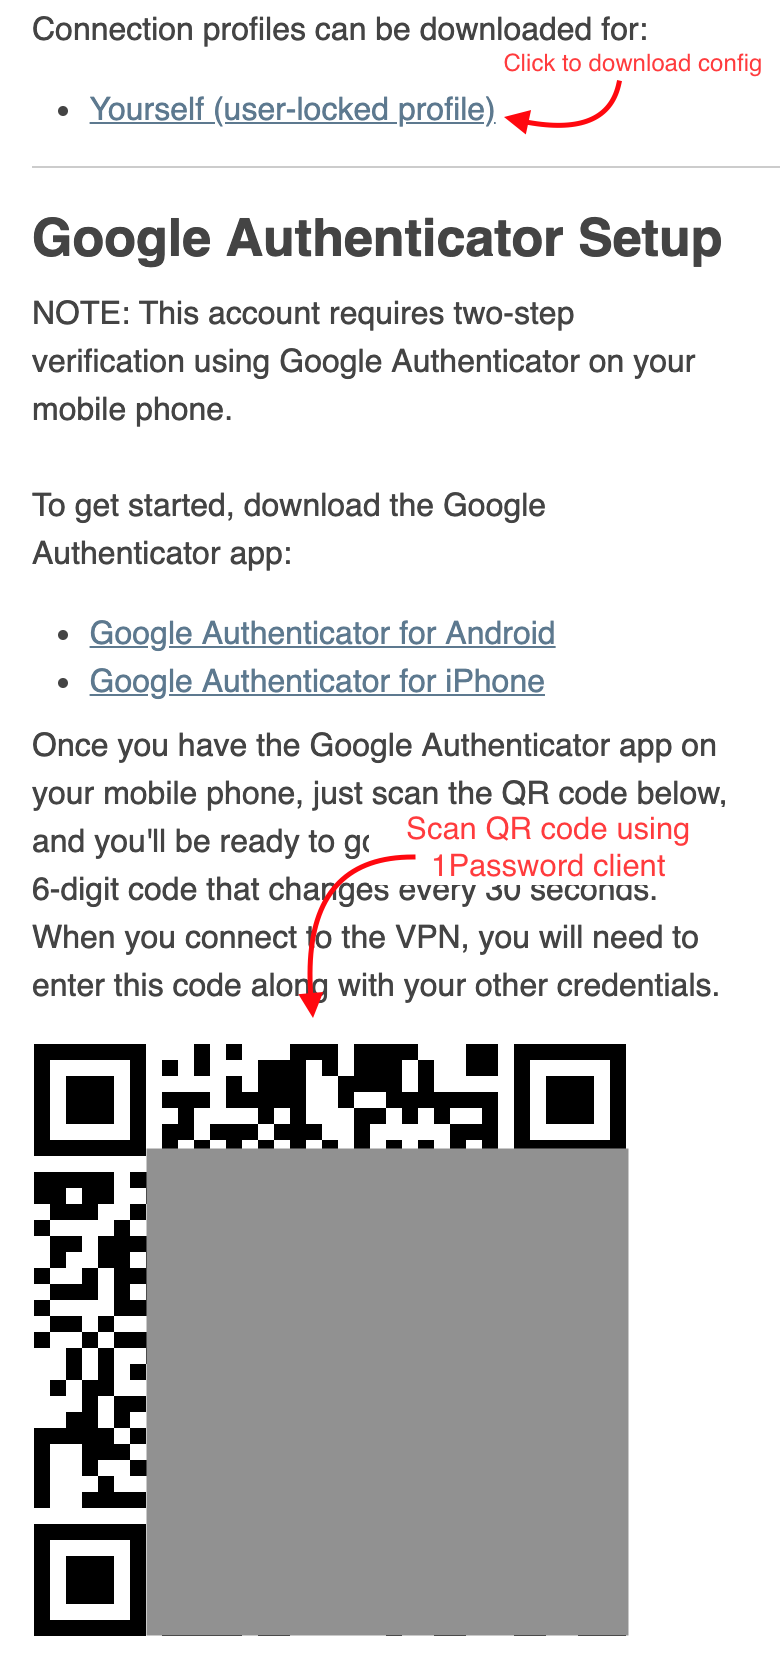 Connection profiles can be downloaded for:
Click to download config
• Yourself (user-locked profile)
Google Authenticator Setup
NOTE: This account requires two-step
verification using Google Authenticator on your
mobile phone.
To get started, download the Google
Authenticator app:
• Google Authenticator for Android
• Google Authenticator for iPhone
Once you have the Google Authenticator app on
your mobile phone, just scan the QR code below,
and you'll be ready to
Scan QR code using
1Password client
6-digit code that changes every 30 seconds.
When you connect to the VPN, you will need to
enter this code along with your other credentials.